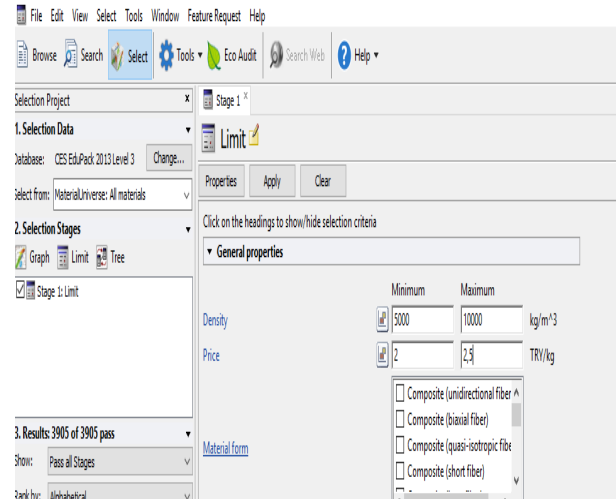 File Edit View Select Tools Window Feature Request Help
Browse Search Select Tools Eco Audit Search Web Help
Selection Project x
Stage 1 x
1. Selection Data
Limit
Database: CES EduPack 2013 Level 3 Change...
Properties Apply Clear
Select from: MaterialUniverse: All materials
Click on the headings to show/hide selection criteria
2. Selection Stages
General properties
Graph Limit Tree
Minimum Maximum
Stage 1: Limit
Density 5000 10000 kg/m^3
Price 2 2,5 TRY/kg
Composite (unidirectional fiber
Composite (biaxial fiber)
3. Results: 3905 of 3905 pass
Composite (quasi-isotropic fibe
Material form
Show: Pass all Stages
Composite (short fiber)
Rank by: Alphabetical